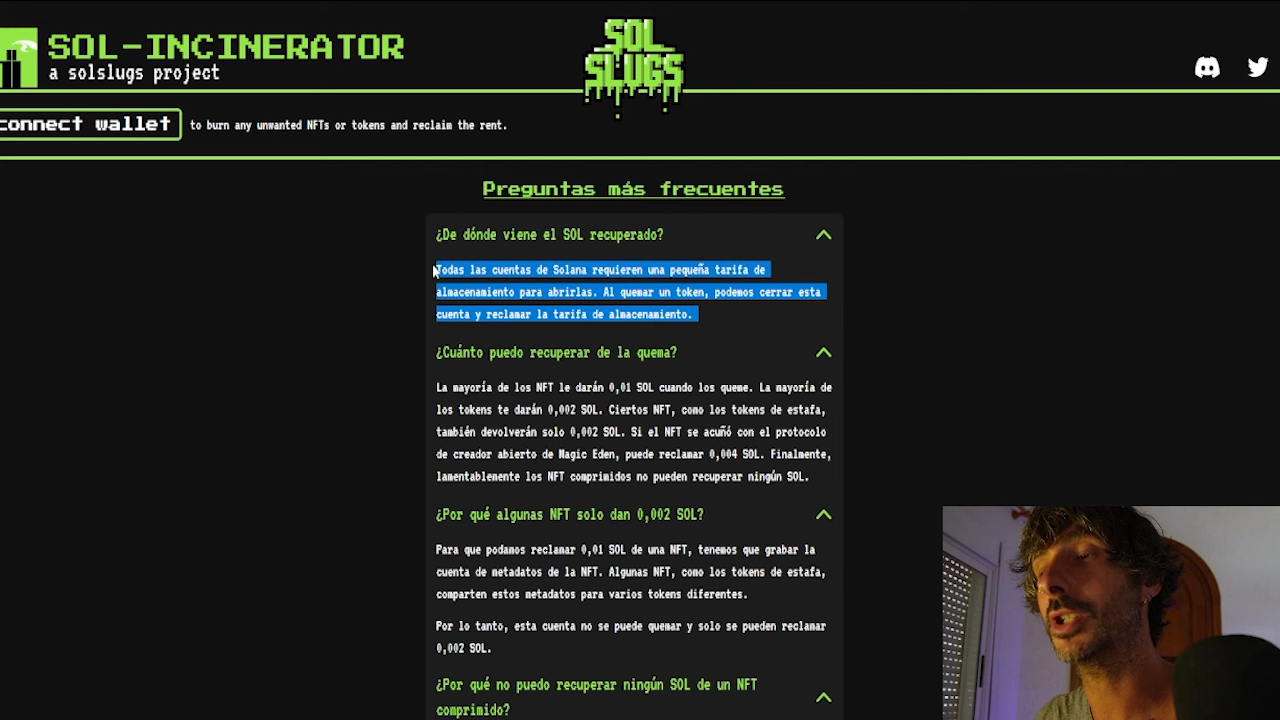 SOL-INCINERATOR
a solslugs project
SOL
SLUGS
connect wallet
to burn any unwanted NFTs or tokens and reclaim the rent.
Preguntas más frecuentes
¿De dónde viene el SOL recuperado?
Todas las cuentas de Solana requieren una pequeña tarifa de
almacenamiento para abrirlas. Al quemar un token, podemos cerrar esta
cuenta y reclamar la tarifa de almacenamiento.
¿Cuánto puedo recuperar de la quema?
La mayoría de los NFT le darán 0,01 SOL cuando los queme. La mayoría de
los tokens te darán 0,002 SOL. Ciertos NFT, como los tokens de estafa,
también devolverán solo 0,002 SOL. Si el NFT se acuñó con el protocolo
de creador abierto de Magic Eden, puede reclamar 0,004 SOL. Finalmente,
lamentablemente los NFT comprimidos no pueden recuperar ningún SOL.
¿Por qué algunas NFT solo dan 0,002 SOL?
Para que podamos reclamar 0,01 SOL de una NFT, tenemos que grabar la
cuenta de metadatos de la NFT. Algunas NFT, como los tokens de estafa,
comparten estos metadatos para varios tokens diferentes.
Por lo tanto, esta cuenta no se puede quemar y solo se pueden reclamar
0,002 SOL.
¿Por qué no puedo recuperar ningún SOL de un NFT
comprimido?